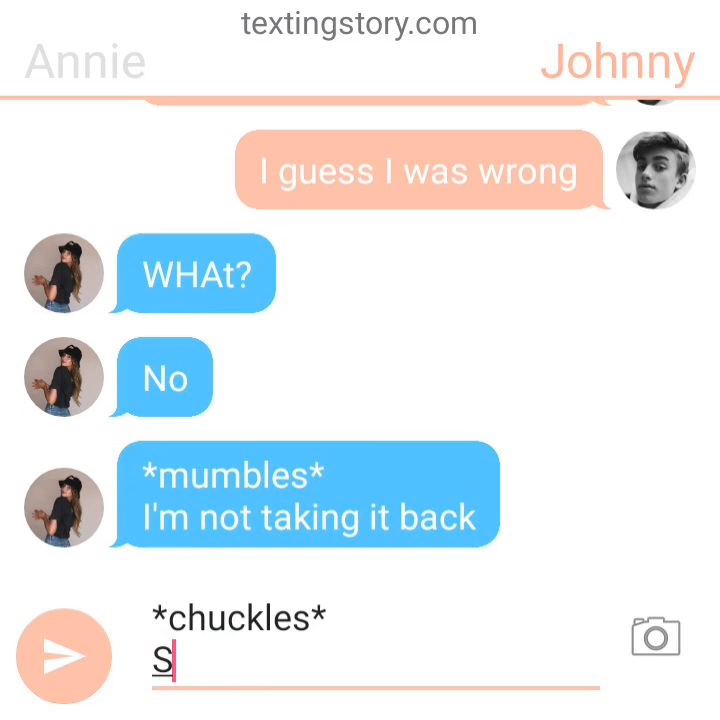 textingstory.com
Annie
Johnny
I guess I was wrong
WHAt?
No
*mumbles*
I'm not taking it back
*chuckles*
S